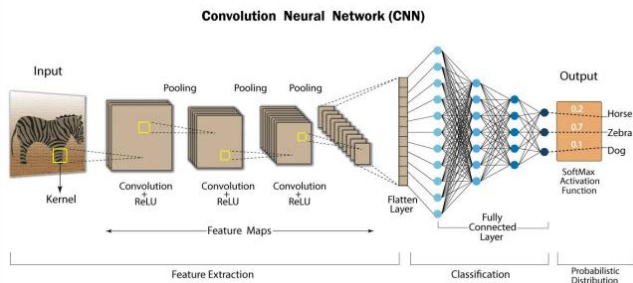 Convolution Neural Network (CNN)
Input
Pooling
Pooling
Pooling
Output
0.2
Horse
0.7
Zebra
0.1
Dog
SoftMax
Activation
Function
Kernel
Convolution
+
ReLU
Convolution
+
ReLU
Convolution
+
ReLU
Flatten
Layer
Fully
Connected
Layer
Feature Maps
Feature Extraction
Classification
Probabilistic
Distribution